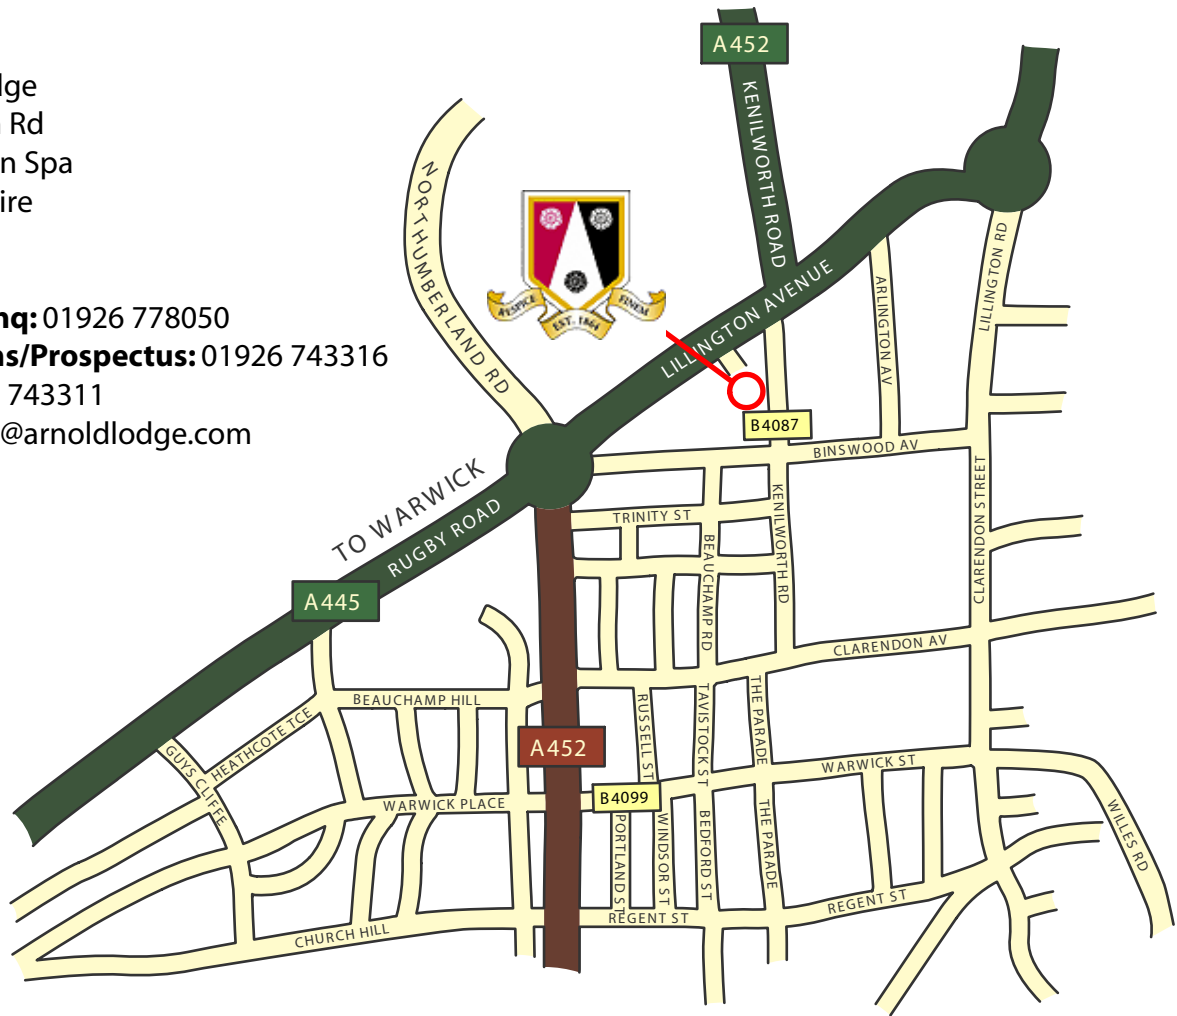 dge
Rd
n Spa
ire
nq: 01926 778050
ns/Prospectus: 01926 743316
743311
@arnoldlodge.com
A452
KENILWORTH ROAD
NORTHUMBERLAND RD
RESPICE FINEM
EST. 1864
LILLINGTON AVENUE
LILLINGTON RD
ARLINGTON AV
B4087
BINSWOOD AV
TO WARWICK
RUGBY ROAD
A445
TRINITY ST
BEAUCHAMP RD
KENILWORTH RD
CLARENDON STREET
CLARENDON AV
BEAUCHAMP HILL
HEATHCOTE TCE
GUYS CLIFFE
A452
RUSSELL ST
TAVISTOCK ST
THE PARADE
WARWICK ST
WARWICK PLACE
B4099
PORTLAND ST
WINDSOR ST
BEDFORD ST
THE PARADE
WILLES RD
REGENT ST
REGENT ST
CHURCH HILL